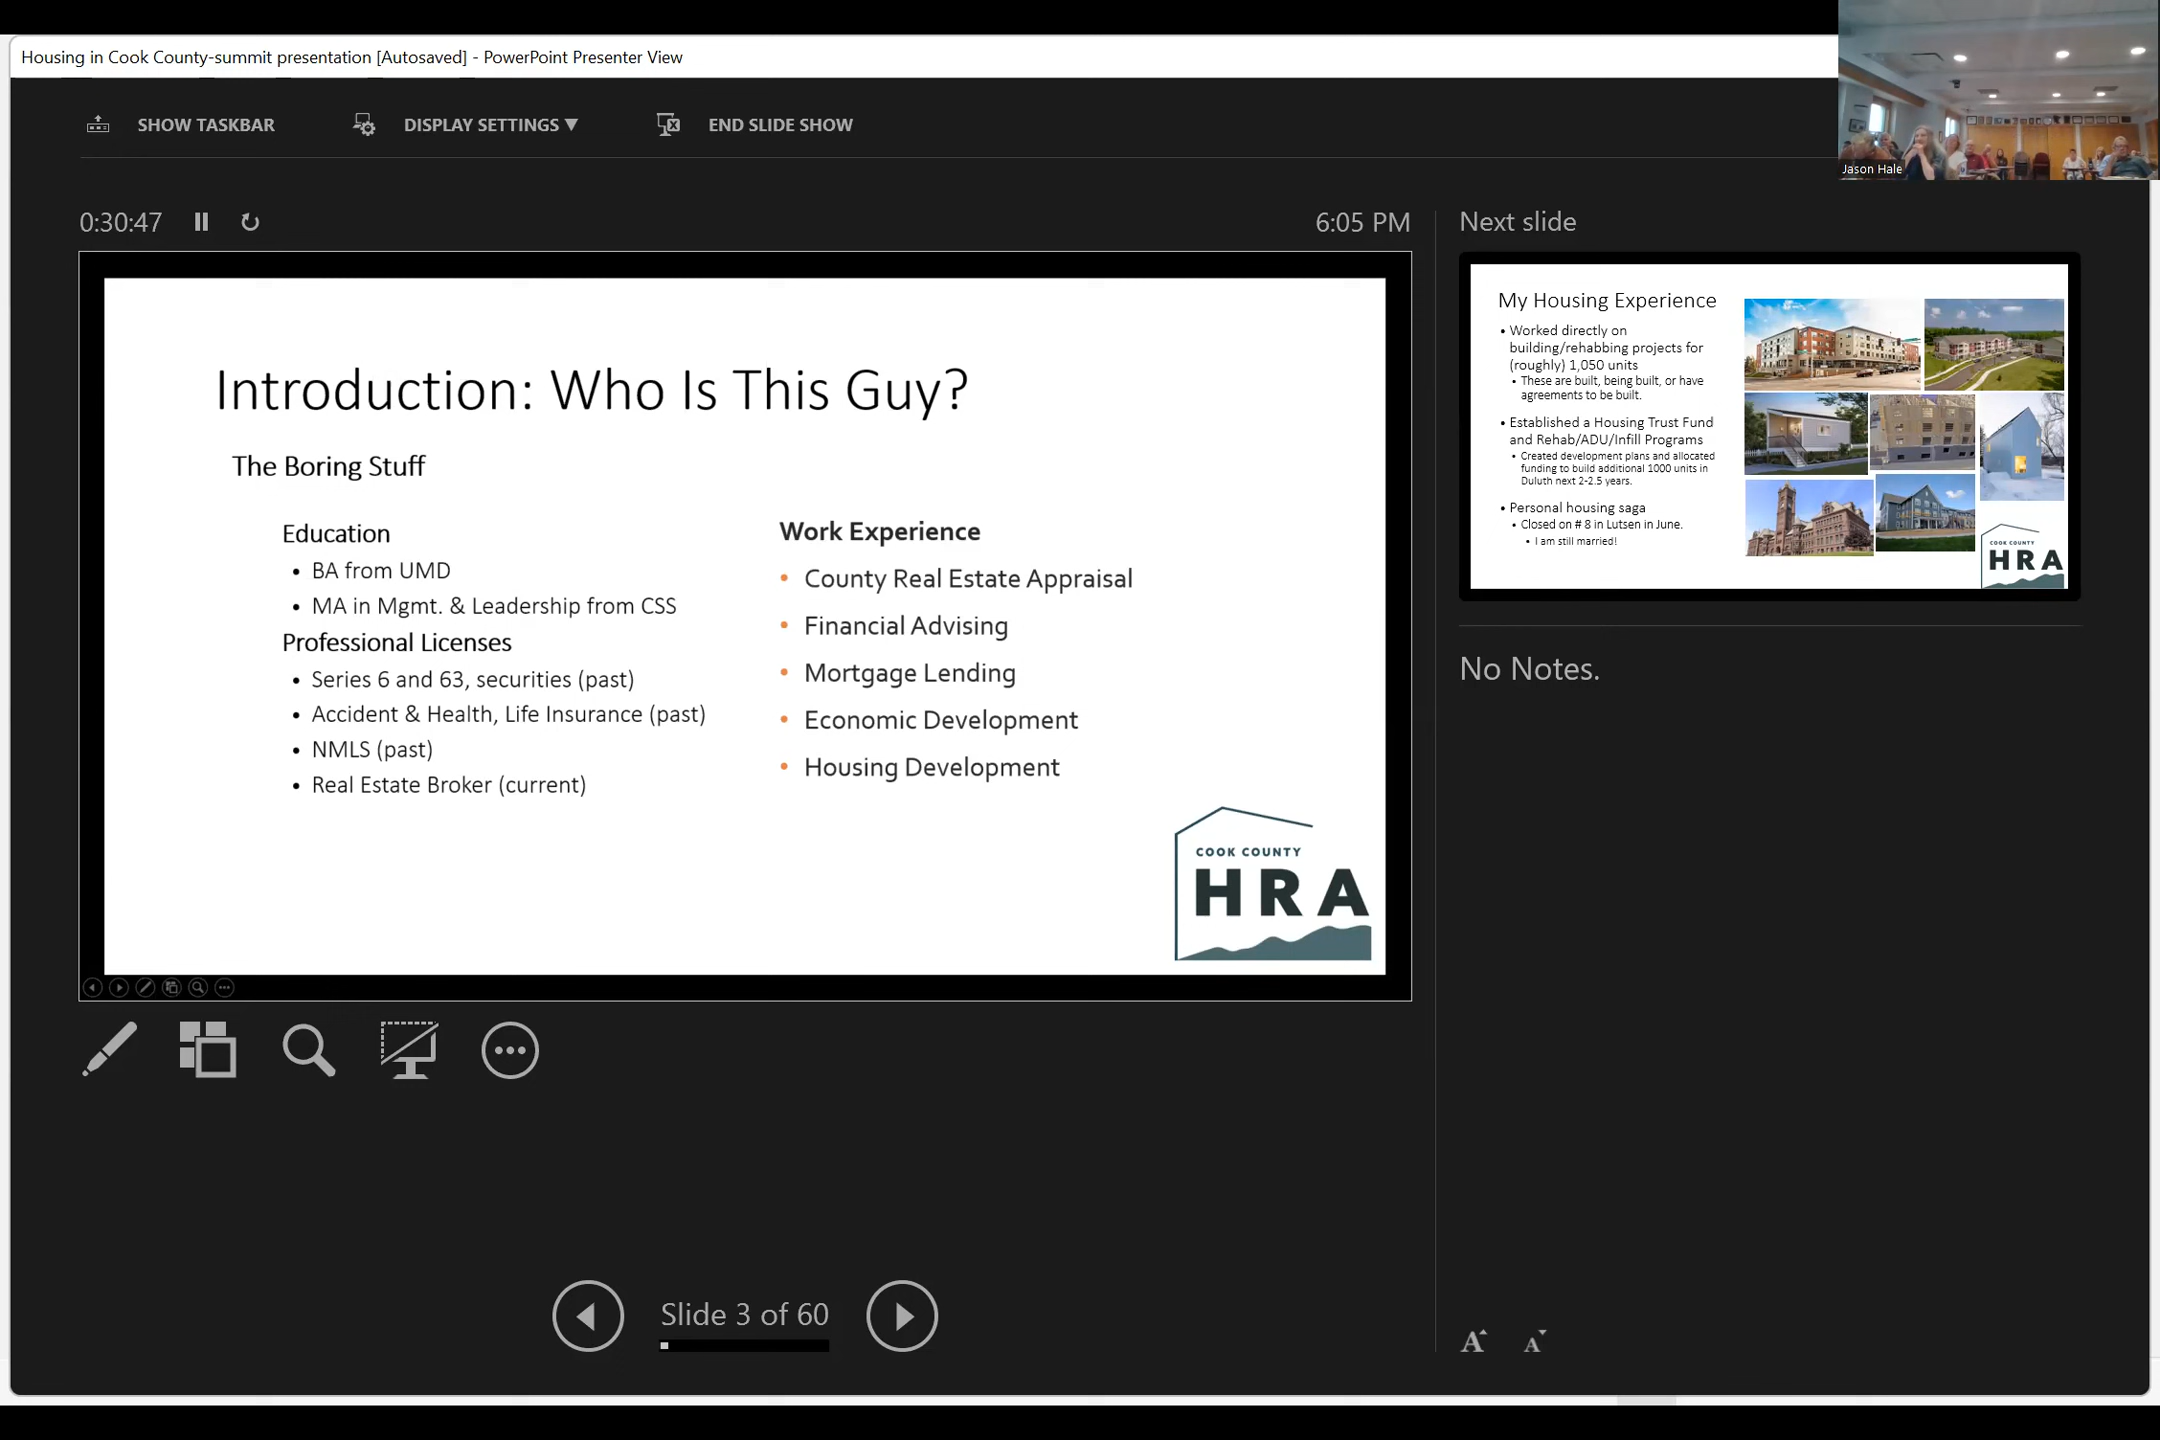 Housing in Cook County-summit presentation [Autosaved] - PowerPoint Presenter View
Jason Hale
SHOW TASKBAR
DISPLAY SETTINGS ▼
END SLIDE SHOW
0:30:47
6:05 PM
Introduction: Who Is This Guy?
The Boring Stuff
Education
• BA from UMD
• MA in Mgmt. & Leadership from CSS
Professional Licenses
• Series 6 and 63, securities (past)
• Accident & Health, Life Insurance (past)
• NMLS (past)
• Real Estate Broker (current)
Work Experience
• County Real Estate Appraisal
• Financial Advising
• Mortgage Lending
• Economic Development
• Housing Development
COOK COUNTY
HRA
Slide 3 of 60
Next slide
My Housing Experience
• Worked directly on
building/rehabbing projects for
(roughly) 1,050 units
• These are built, being built, or have
agreements to be built.
• Established a Housing Trust Fund
and Rehab/ADU/Infill Programs
• Created development plans and allocated
funding to build additional 1000 units in
Duluth next 2-2.5 years.
• Personal housing saga
• Closed on # 8 in Lutsen in June.
• I am still married!
COOK COUNTY
HRA
No Notes.
A A